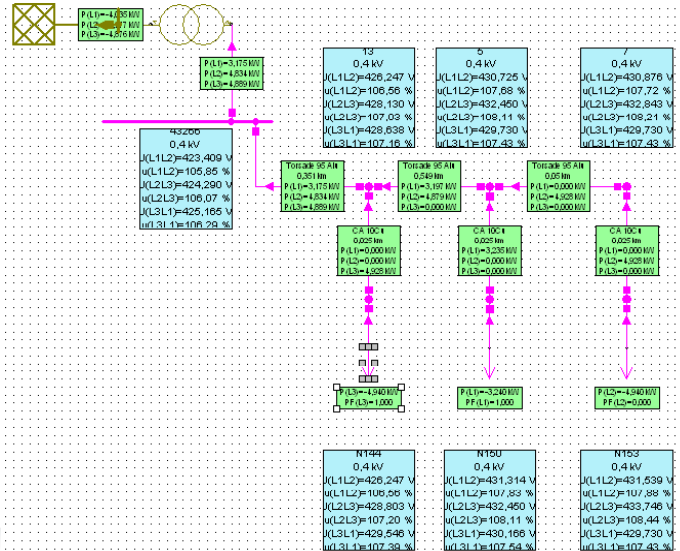 P(L1)=-4,035 kW
P(L3)=-4,876 kW
P(L1)=3,175 kW
P(L2)=4,834 kW
P(L3)=4,889 kW
13
0,4 kV
U(L1L2)=426,247 V
u(L1L2)=106,56 %
U(L2L3)=428,130 V
u(L2L3)=107,03 %
U(L3L1)=428,638 V
u(L3L1)=107,16 %
5
0,4 kV
U(L1L2)=430,725 V
u(L1L2)=107,68 %
U(L2L3)=432,450 V
u(L2L3)=108,11 %
U(L3L1)=429,730 V
u(L3L1)=107,43 %
7
0,4 kV
U(L1L2)=430,876 V
u(L1L2)=107,72 %
U(L2L3)=432,843 V
u(L2L3)=108,21 %
U(L3L1)=429,730 V
u(L3L1)=107,43 %
43266
0,4 kV
U(L1L2)=423,409 V
u(L1L2)=105,85 %
U(L2L3)=424,290 V
u(L2L3)=106,07 %
U(L3L1)=425,165 V
u(L3L1)=106,29 %
Torsade 95 Alu
0,351 km
P(L1)=3,175 kW
P(L2)=4,834 kW
P(L3)=4,889 kW
Torsade 95 Alu
0,549 km
P(L1)=3,197 kW
P(L2)=4,879 kW
P(L3)=0,000 kW
Torsade 95 Alu
0,05 km
P(L1)=0,000 kW
P(L2)=4,928 kW
P(L3)=0,000 kW
CA 10Cu
0,025 km
P(L1)=0,000 kW
P(L2)=0,000 kW
P(L3)=4,928 kW
CA 10Cu
0,025 km
P(L1)=3,235 kW
P(L2)=0,000 kW
P(L3)=0,000 kW
CA 10Cu
0,025 km
P(L1)=0,000 kW
P(L2)=4,928 kW
P(L3)=0,000 kW
P(L3)=-4,940 kW
PF(L3)=1,000
P(L1)=-3,240 kW
PF(L1)=1,000
P(L2)=-4,940 kW
PF(L2)=0,000
N144
0,4 kV
U(L1L2)=426,247 V
u(L1L2)=106,56 %
U(L2L3)=428,803 V
u(L2L3)=107,20 %
U(L3L1)=429,546 V
u(L3L1)=107,39 %
N150
0,4 kV
U(L1L2)=431,314 V
u(L1L2)=107,83 %
U(L2L3)=432,450 V
u(L2L3)=108,11 %
U(L3L1)=430,166 V
u(L3L1)=107,54 %
N153
0,4 kV
U(L1L2)=431,539 V
u(L1L2)=107,88 %
U(L2L3)=433,746 V
u(L2L3)=108,44 %
U(L3L1)=429,730 V
u(L3L1)=107,43 %